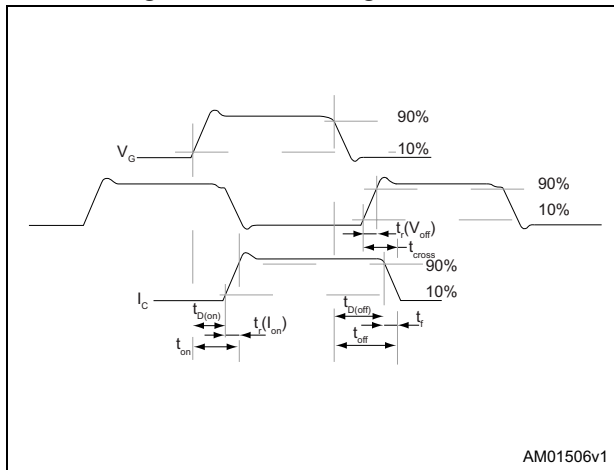 90%
V_G
10%
90%
10%
t_r(V_off)
t_cross
90%
I_C
10%
t_D(on)
t_D(off)
t_r(I_on)
t_f
t_on
t_off
AM01506v1